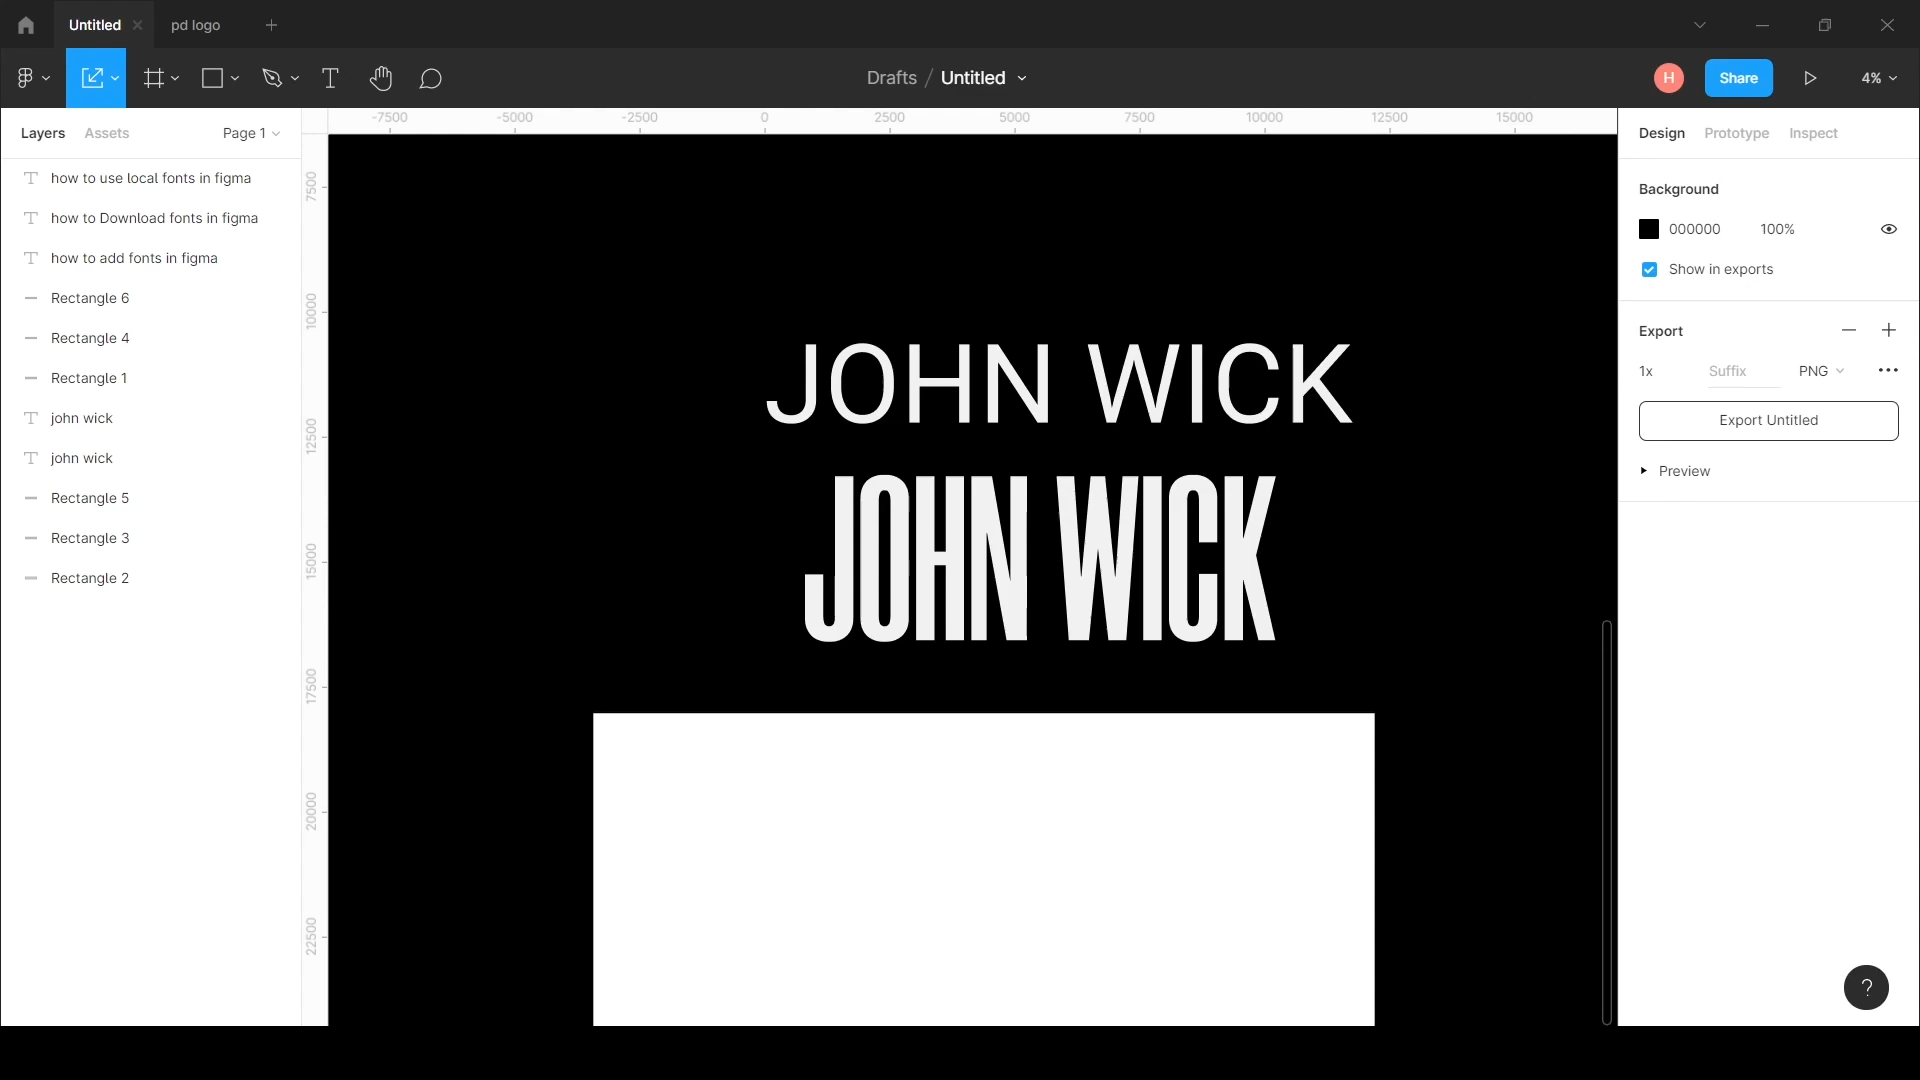 Untitled
pd logo
Drafts / Untitled
H
Share
4%
Layers
Assets
Page 1
-7500
-5000
-2500
0
2500
5000
7500
10000
12500
15000
Design
Prototype
Inspect
how to use local fonts in figma
how to Download fonts in figma
how to add fonts in figma
Rectangle 6
Rectangle 4
Rectangle 1
john wick
john wick
Rectangle 5
Rectangle 3
Rectangle 2
7500
10000
12500
15000
17500
20000
22500
JOHN WICK
JOHN WICK
Background
000000
100%
Show in exports
Export
1x
Suffix
PNG
Export Untitled
Preview
?